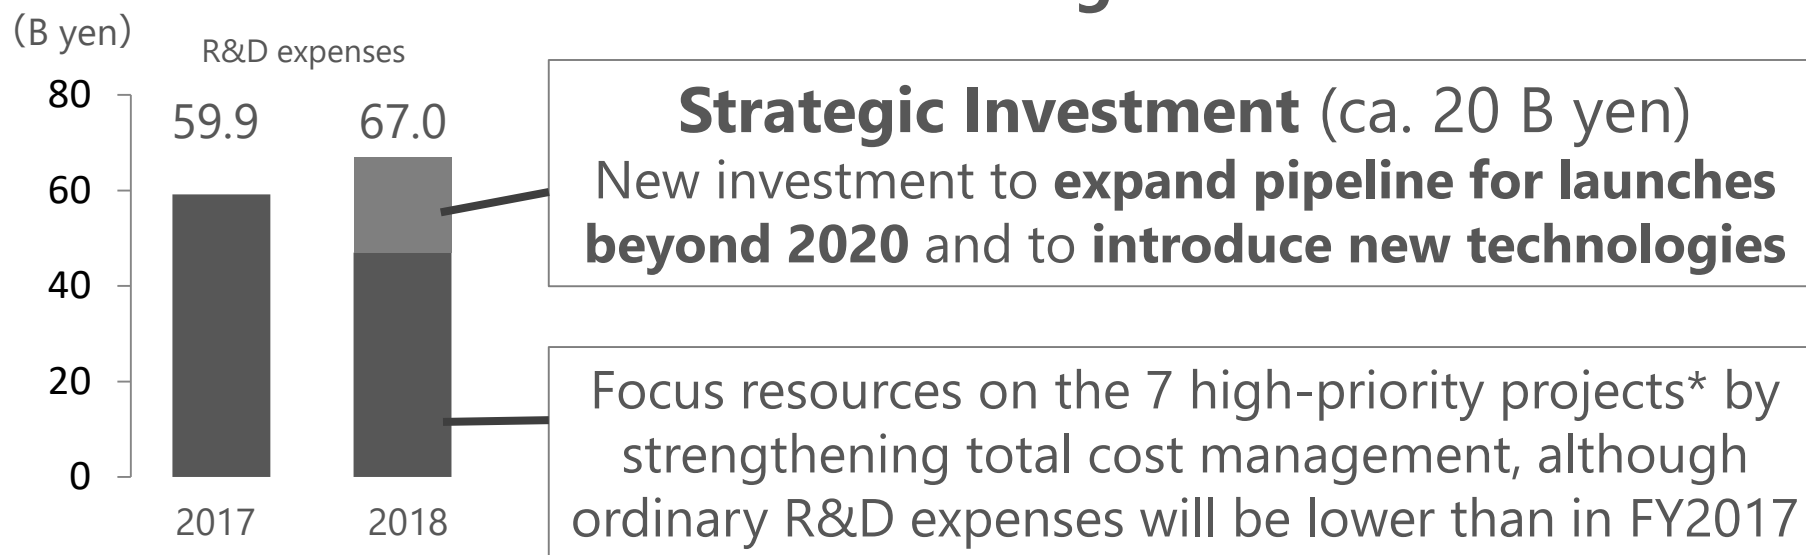 (B yen)
R&D expenses
80
60
40
20
0
59.9
67.0
2017
2018
Strategic Investment (ca. 20 B yen)
New investment to expand pipeline for launches
beyond 2020 and to introduce new technologies
Focus resources on the 7 high-priority projects* by
strengthening total cost management, although
ordinary R&D expenses will be lower than in FY2017